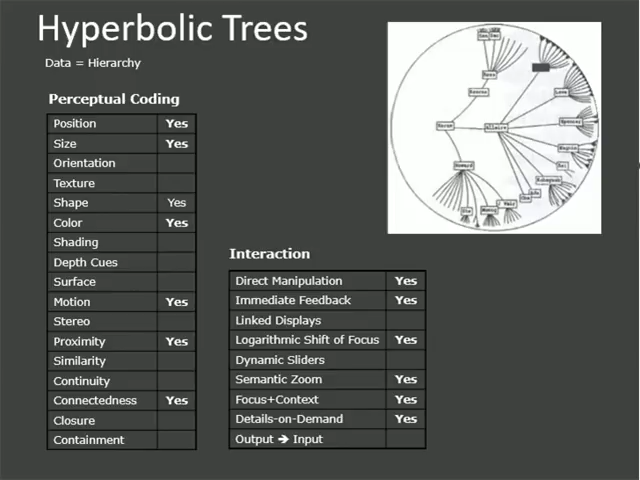 Hyperbolic Trees
Data = Hierarchy
Perceptual Coding
Position Yes
Size Yes
Orientation
Texture
Shape Yes
Color Yes
Shading
Depth Cues
Surface
Motion Yes
Stereo
Proximity Yes
Similarity
Continuity
Connectedness Yes
Closure
Containment
Interaction
Direct Manipulation Yes
Immediate Feedback Yes
Linked Displays
Logarithmic Shift of Focus Yes
Dynamic Sliders
Semantic Zoom Yes
Focus+Context Yes
Details-on-Demand Yes
Output ➔ Input